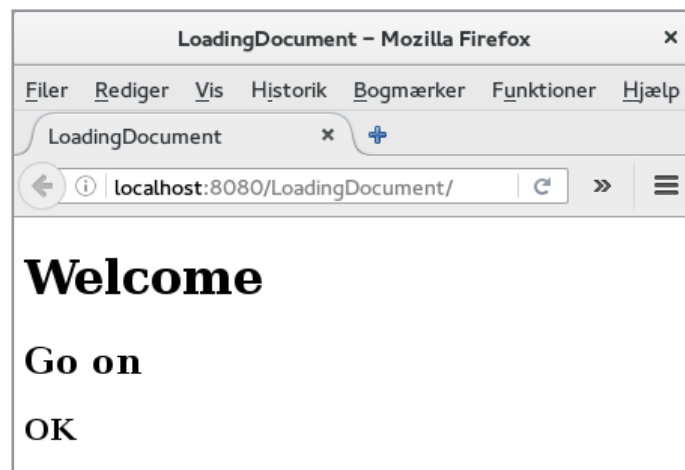 LoadingDocument – Mozilla Firefox ×
Filer Rediger Vis Historik Bogmærker Funktioner Hjælp
LoadingDocument ×
localhost:8080/LoadingDocument/
Welcome
Go on
OK